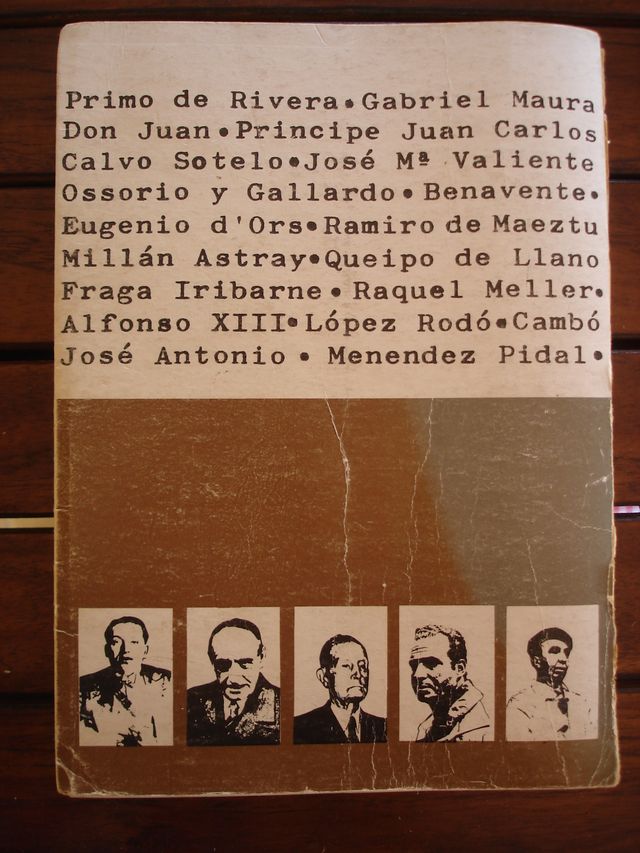 Primo de Rivera•Gabriel Maura
Don Juan•Principe Juan Carlos
Calvo Sotelo•José Mª Valiente
Ossorio y Gallardo•Benavente•
Eugenio d'Ors•Ramiro de Maeztu
Millán Astray•Queipo de Llano
Fraga Iribarne•Raquel Meller•
Alfonso XIII•López Rodó•Cambó
José Antonio•Menendez Pidal•